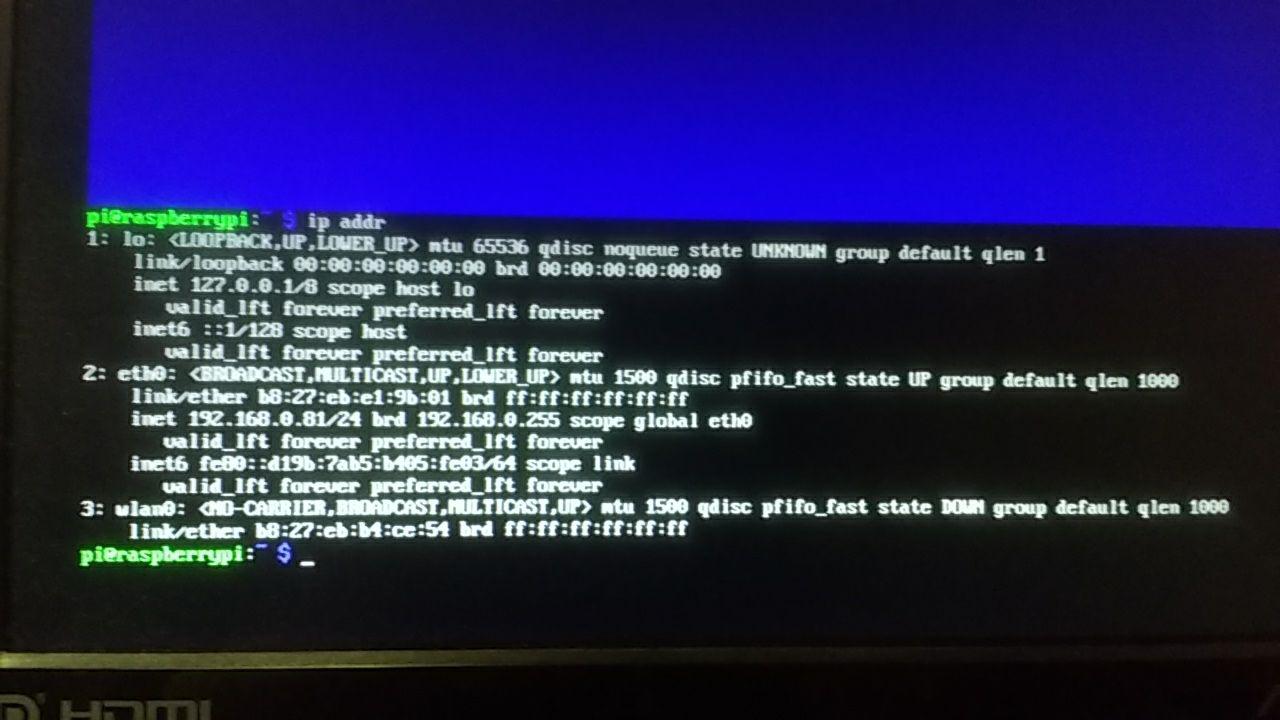 pi@raspberrypi:~ $ ip addr
1: lo: <LOOPBACK,UP,LOWER_UP> mtu 65536 qdisc noqueue state UNKNOWN group default qlen 1
link/loopback 00:00:00:00:00:00 brd 00:00:00:00:00:00
inet 127.0.0.1/8 scope host lo
valid_lft forever preferred_lft forever
inet6 ::1/128 scope host
valid_lft forever preferred_lft forever
2: eth0: <BROADCAST,MULTICAST,UP,LOWER_UP> mtu 1500 qdisc pfifo_fast state UP group default qlen 1000
link/ether b8:27:eb:e1:9b:01 brd ff:ff:ff:ff:ff:ff
inet 192.168.0.81/24 brd 192.168.0.255 scope global eth0
valid_lft forever preferred_lft forever
inet6 fe80::d19b:7ab5:b405:fe03/64 scope link
valid_lft forever preferred_lft forever
3: wlan0: <NO-CARRIER,BROADCAST,MULTICAST,UP> mtu 1500 qdisc pfifo_fast state DOWN group default qlen 1000
link/ether b8:27:eb:b4:ce:54 brd ff:ff:ff:ff:ff:ff
pi@raspberrypi:~ $ _
HDMI